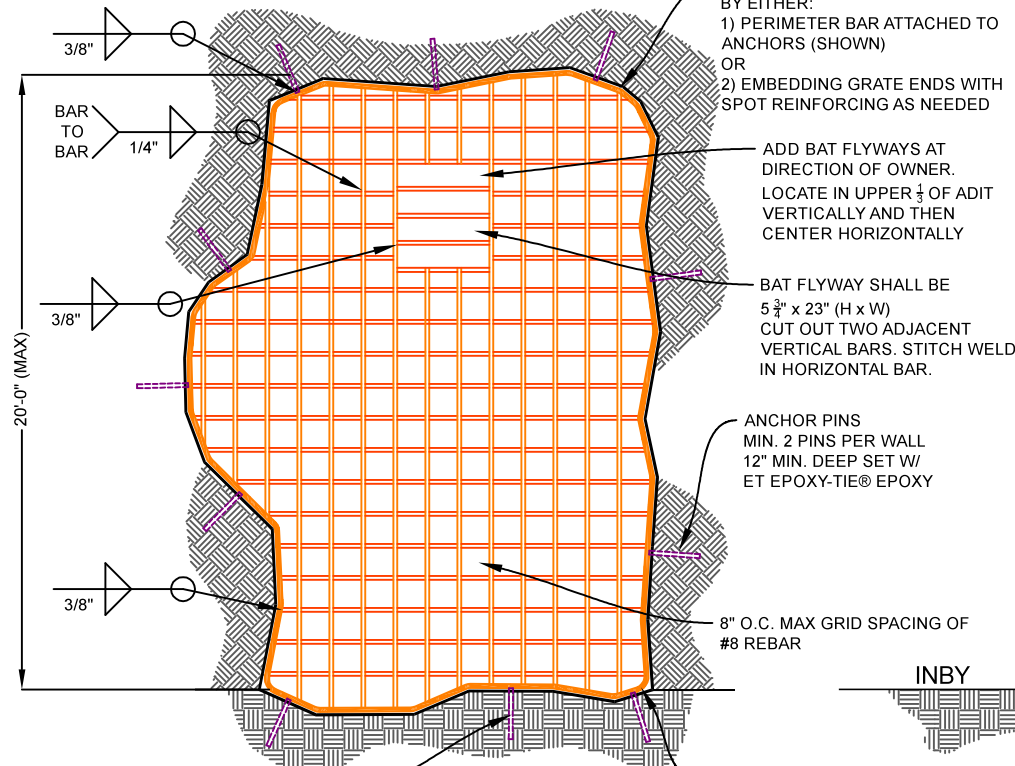 BY EITHER:
1) PERIMETER BAR ATTACHED TO
ANCHORS (SHOWN)
OR
2) EMBEDDING GRATE ENDS WITH
SPOT REINFORCING AS NEEDED
3/8"
BAR
TO
BAR
1/4"
ADD BAT FLYWAYS AT
DIRECTION OF OWNER.
LOCATE IN UPPER 1/3 OF ADIT
VERTICALLY AND THEN
CENTER HORIZONTALLY
3/8"
BAT FLYWAY SHALL BE
5 3/4" x 23" (H x W)
CUT OUT TWO ADJACENT
VERTICAL BARS. STITCH WELD
IN HORIZONTAL BAR.
20'-0" (MAX)
ANCHOR PINS
MIN. 2 PINS PER WALL
12" MIN. DEEP SET W/
ET EPOXY-TIE® EPOXY
3/8"
8" O.C. MAX GRID SPACING OF
#8 REBAR
INBY